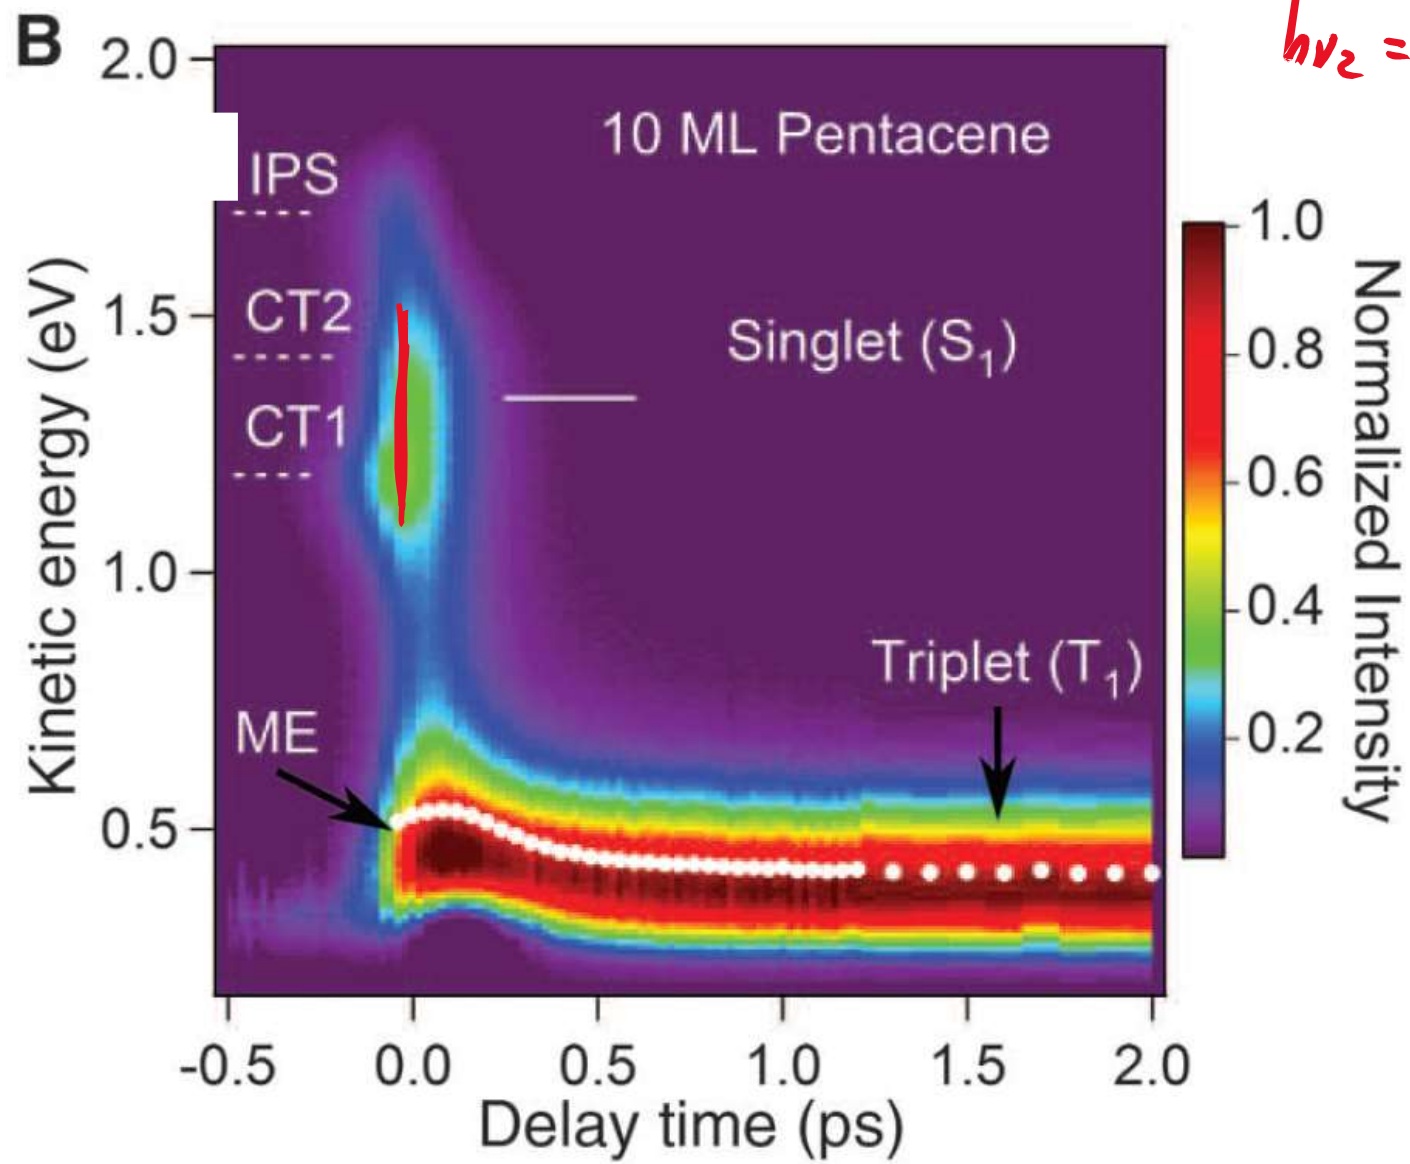 B
hv₂ =
2.0
1.5
1.0
0.5
Kinetic energy (eV)
10 ML Pentacene
IPS
CT2
CT1
Singlet (S₁)
Triplet (T₁)
ME
-0.5
0.0
0.5
1.0
1.5
2.0
Delay time (ps)
1.0
0.8
0.6
0.4
0.2
Normalized Intensity